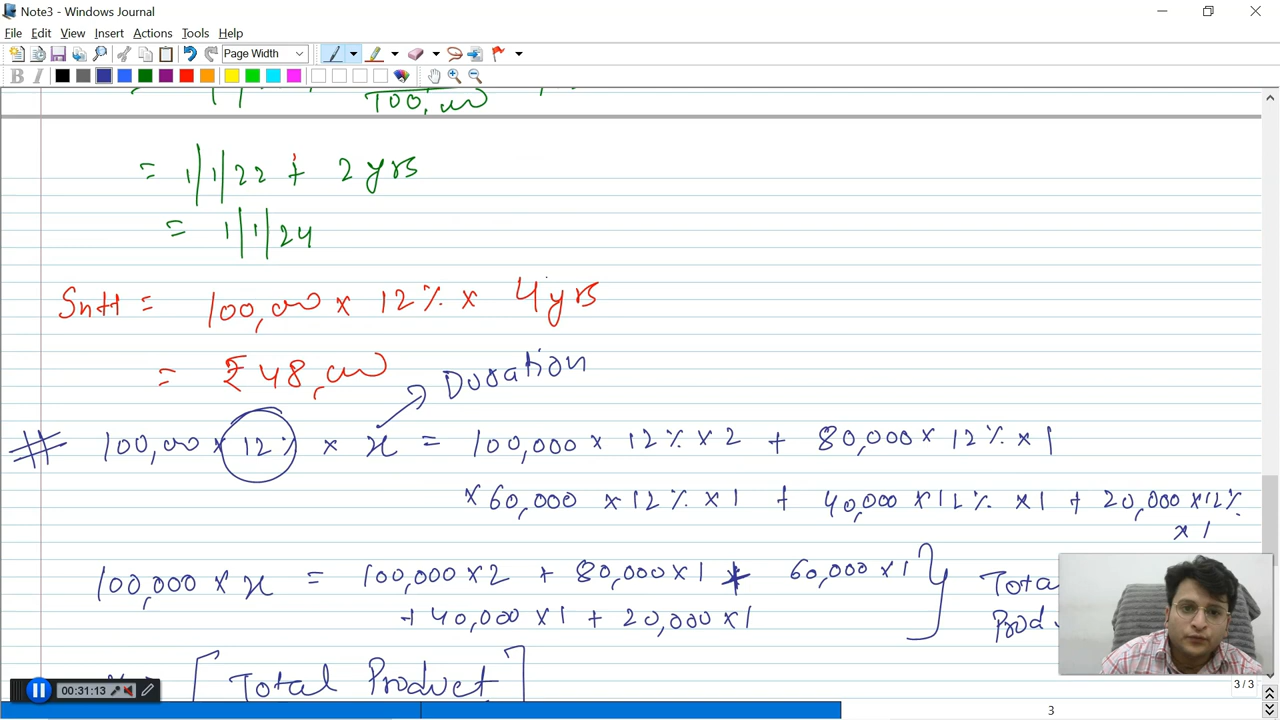 Note3 - Windows Journal
File Edit View Insert Actions Tools Help
Page Width
B I
100,000
= 1/1/22 + 2 yrs
= 1/1/24
Intt = 100,000 × 12% × 4 yrs
= ₹48,000
Duration
# 100,000 × 12% × x = 100,000 × 12% × 2 + 80,000 × 12% × 1
× 60,000 × 12% × 1 + 40,000 × 12% × 1 + 20,000 × 12%
× 1
100,000 × x = 100,000 × 2 + 80,000 × 1 + 60,000 × 1
+ 40,000 × 1 + 20,000 × 1
[Total Product]
00:31:13
3 / 3
3